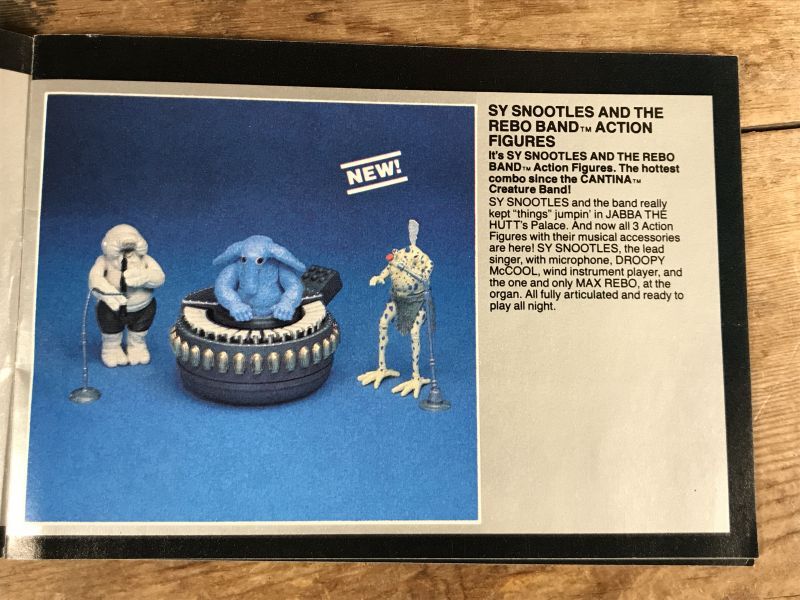 NEW!
SY SNOOTLES AND THE
REBO BAND™ ACTION
FIGURES
It's SY SNOOTLES AND THE REBO
BAND™ Action Figures. The hottest
combo since the CANTINA™
Creature Band!
SY SNOOTLES and the band really
kept "things" jumpin' in JABBA THE
HUTT's Palace. And now all 3 Action
Figures with their musical accessories
are here! SY SNOOTLES, the lead
singer, with microphone, DROOPY
McCOOL, wind instrument player, and
the one and only MAX REBO, at the
organ. All fully articulated and ready to
play all night.